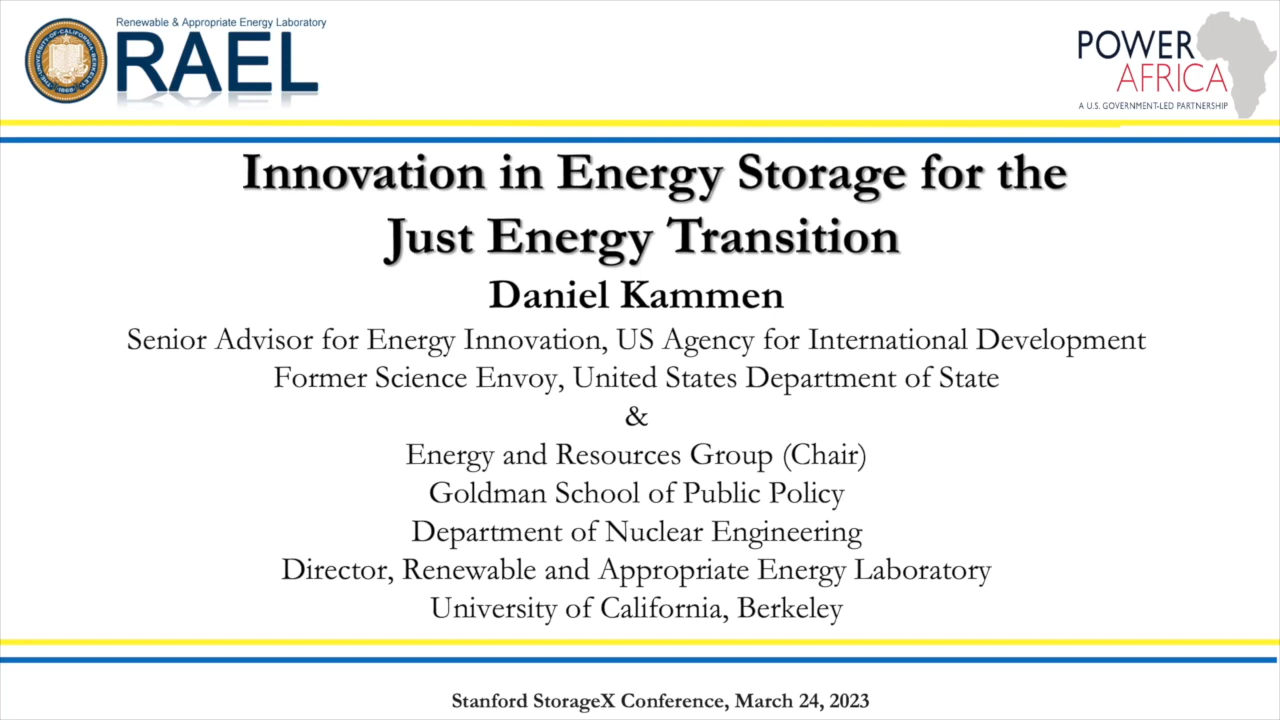 Renewable & Appropriate Energy Laboratory
RAEL
POWER
AFRICA
A U.S. GOVERNMENT-LED PARTNERSHIP
Innovation in Energy Storage for the
Just Energy Transition
Daniel Kammen
Senior Advisor for Energy Innovation, US Agency for International Development
Former Science Envoy, United States Department of State
&
Energy and Resources Group (Chair)
Goldman School of Public Policy
Department of Nuclear Engineering
Director, Renewable and Appropriate Energy Laboratory
University of California, Berkeley
Stanford StorageX Conference, March 24, 2023